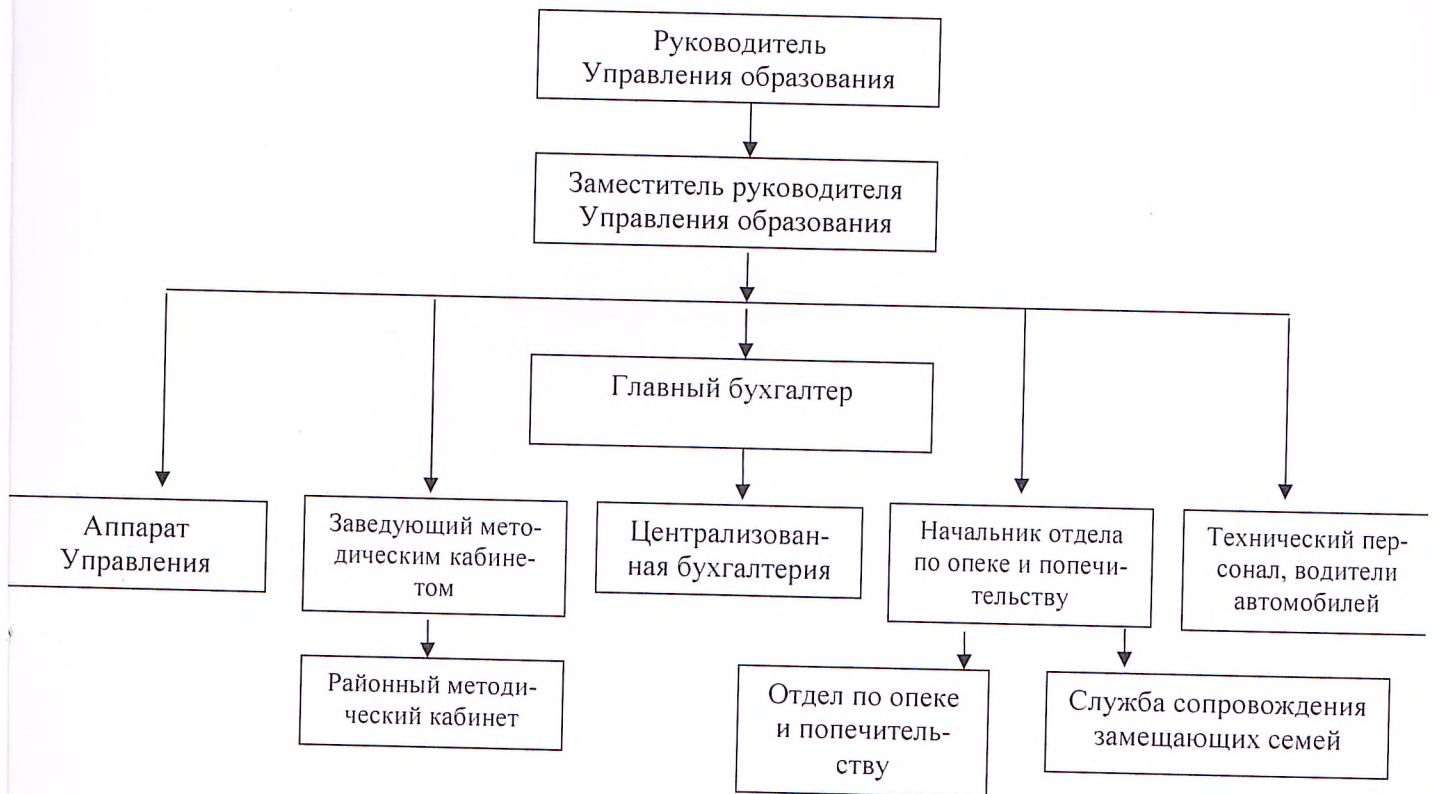 Руководитель
Управления образования
Заместитель руководителя
Управления образования
Главный бухгалтер
Аппарат
Управления
Заведующий мето-
дическим кабине-
том
Централизован-
ная бухгалтерия
Начальник отдела
по опеке и попечи-
тельству
Технический пер-
сонал, водители
автомобилей
Районный методи-
ческий кабинет
Отдел по опеке
и попечитель-
ству
Служба сопровождения
замещающих семей